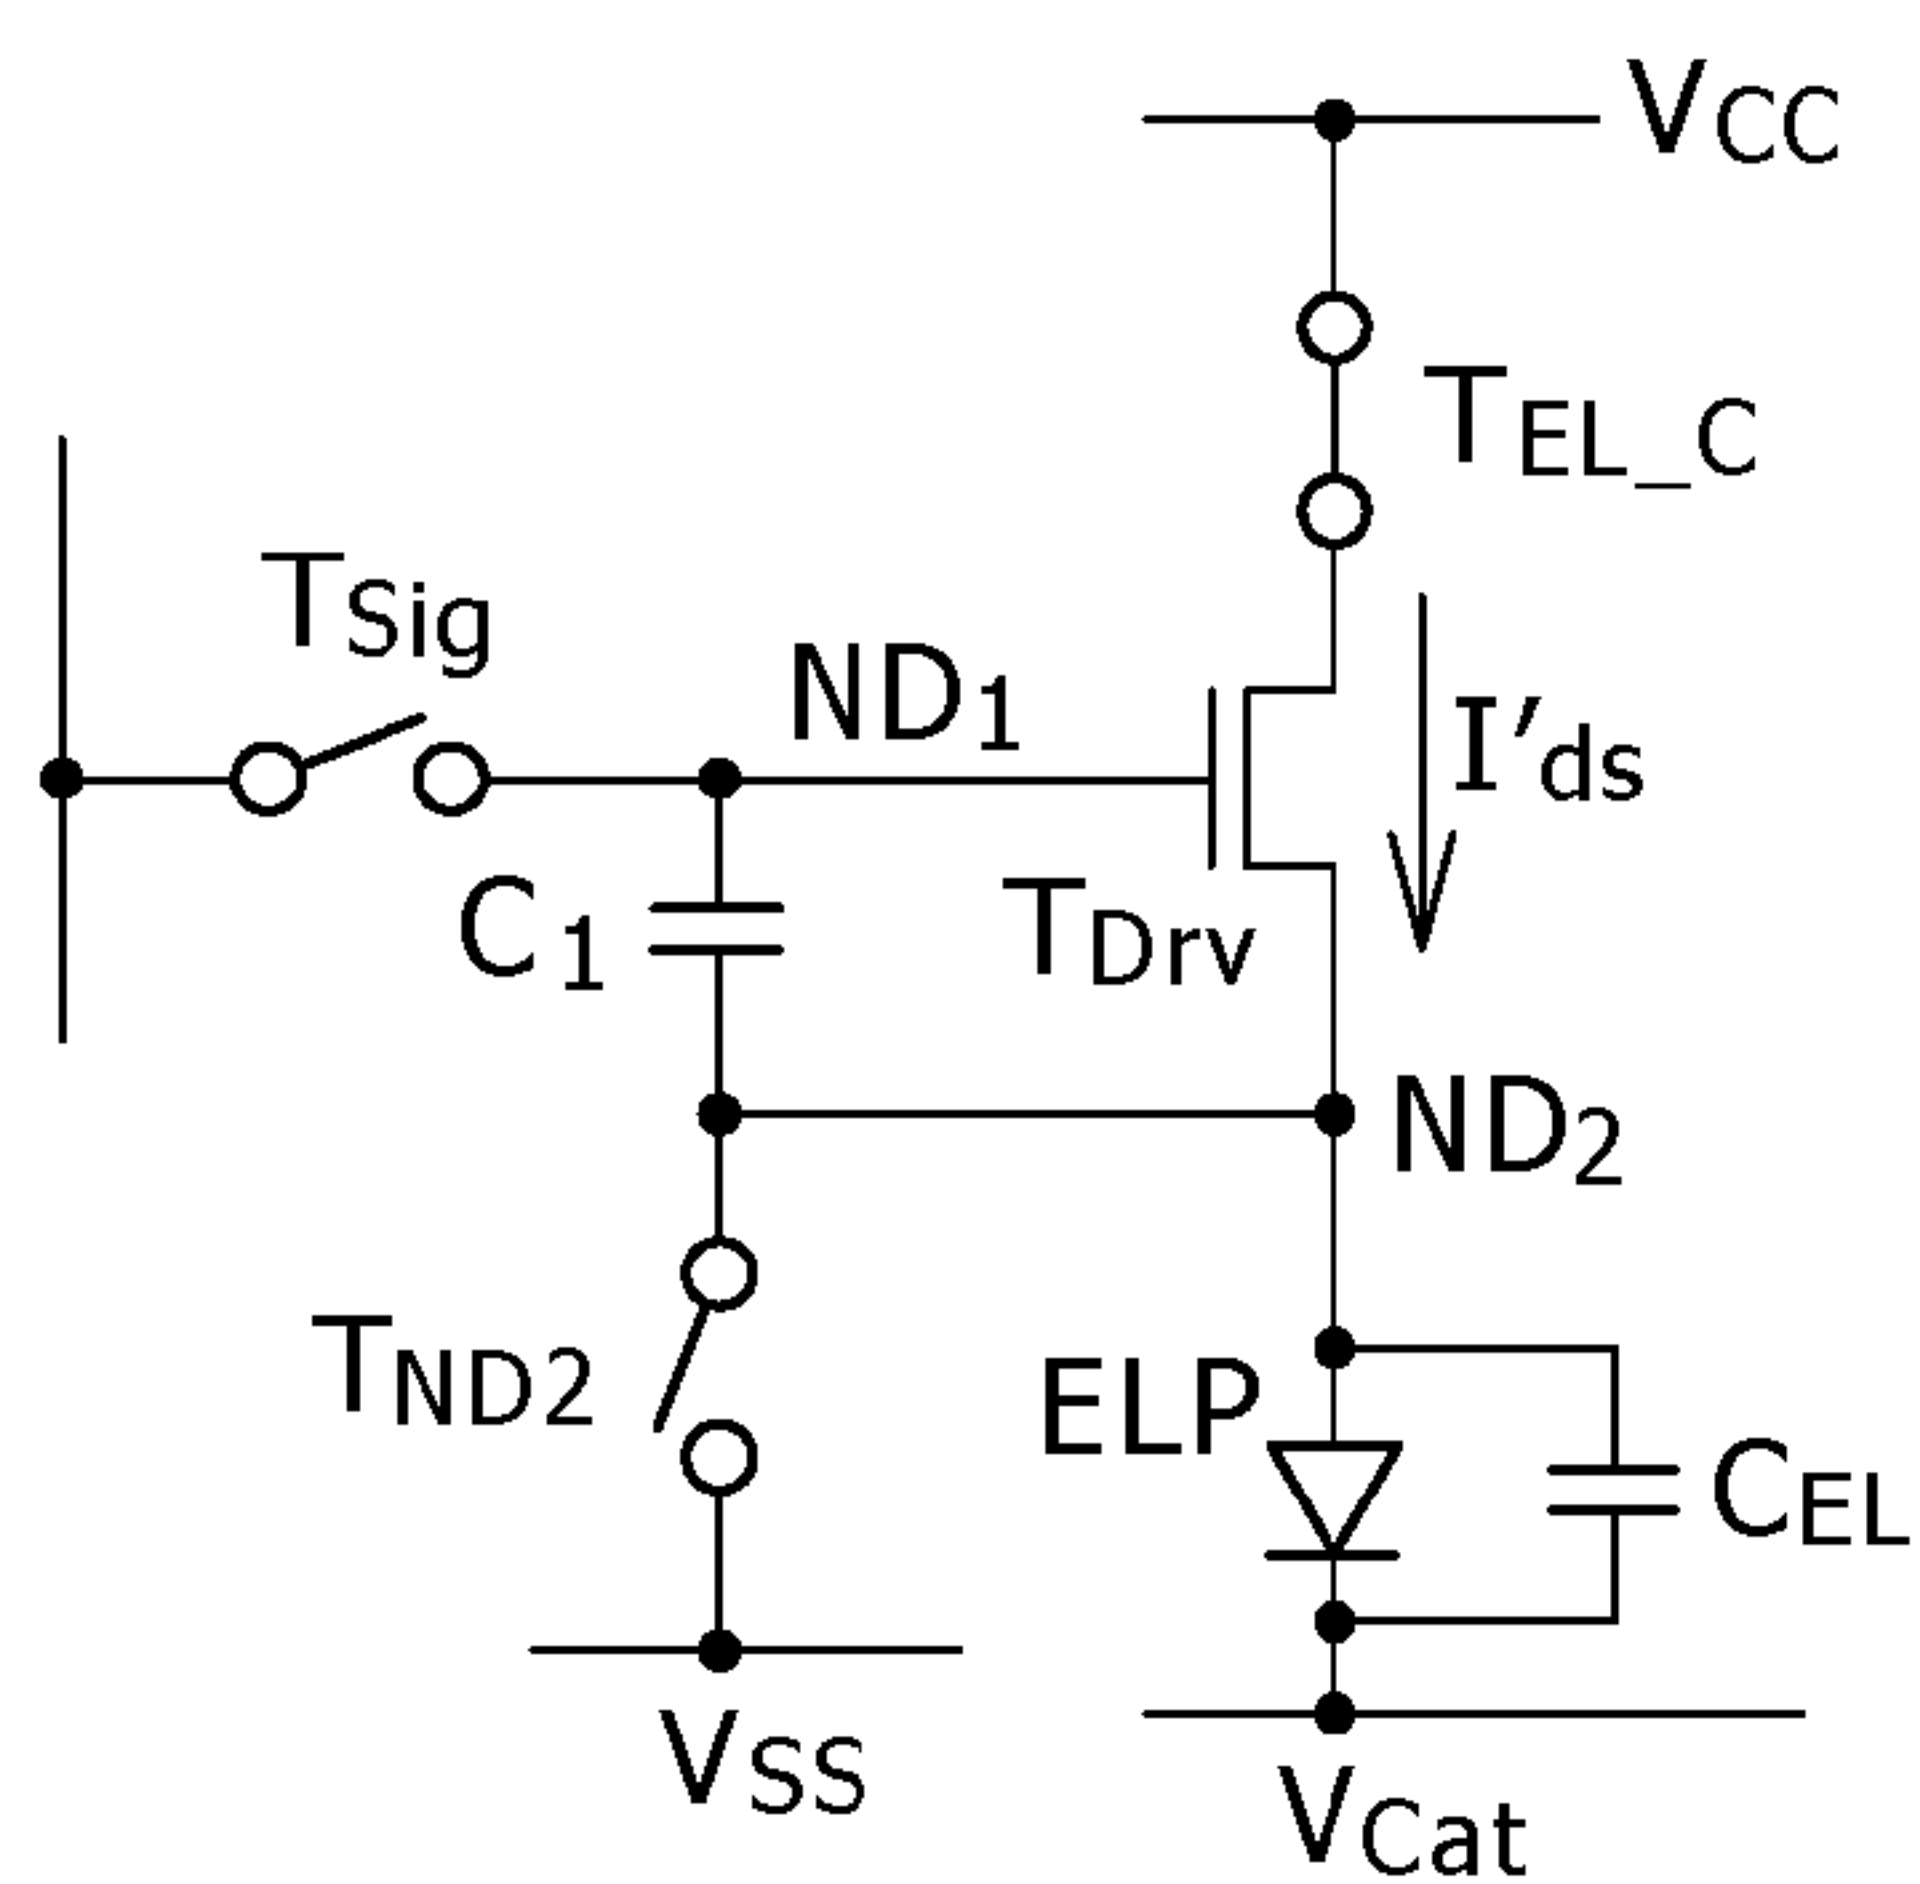 VCC
TEL_C
TSig
ND1
I'ds
C1
TDrv
ND2
TND2
ELP
CEL
VSS
VCat